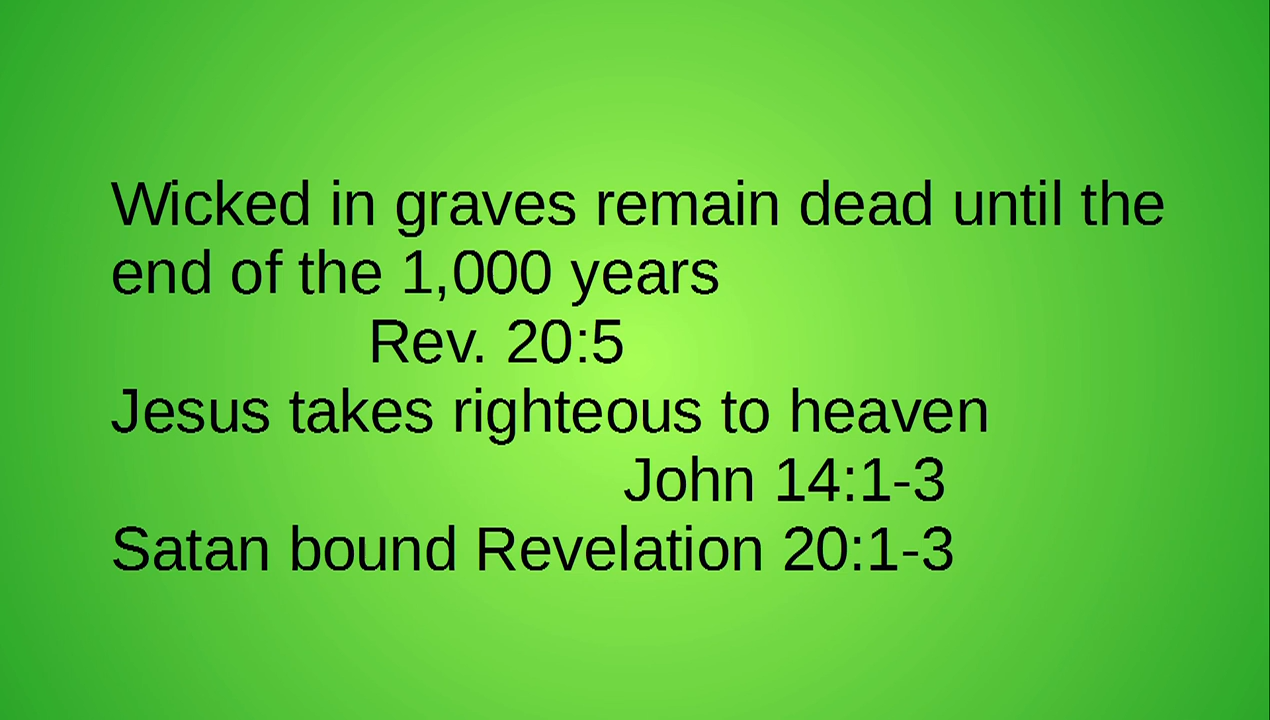 Wicked in graves remain dead until the
end of the 1,000 years
Rev. 20:5
Jesus takes righteous to heaven
John 14:1-3
Satan bound Revelation 20:1-3